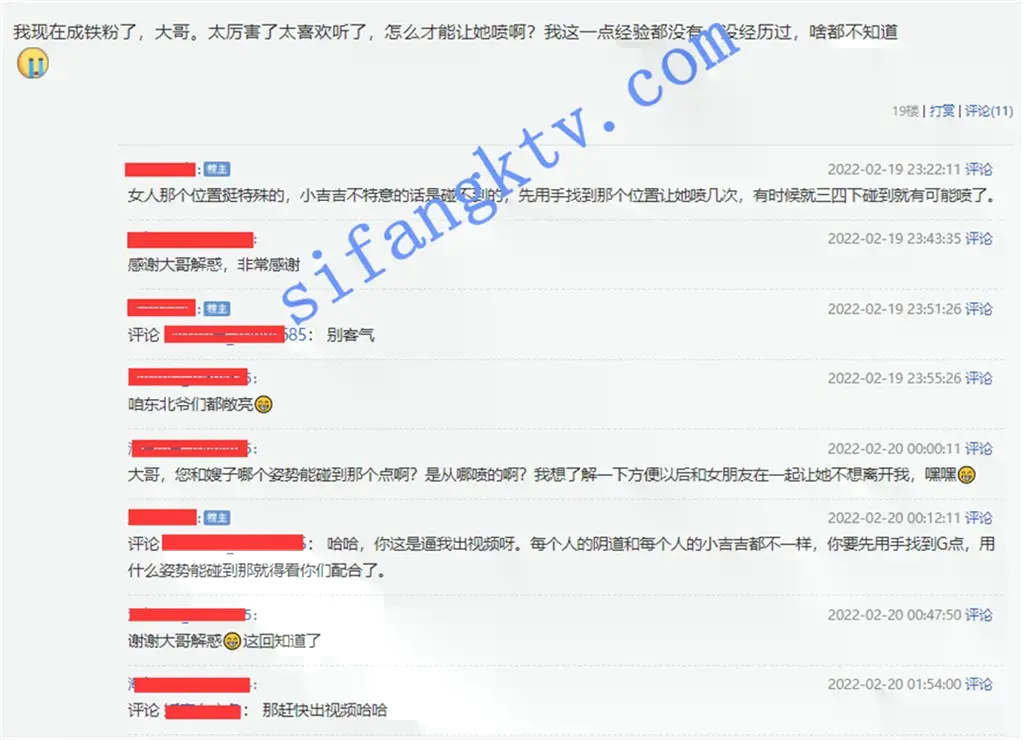 我现在成铁粉了，大哥。太厉害了太喜欢听了，怎么才能让她喷啊？我这一点经验都没有，没经历过，啥都不知道
19楼 | 打赏 | 评论(11)
: 楼主 2022-02-19 23:22:11 评论
女人那个位置挺特殊的，小吉吉不特意的话是碰不到的，先用手找到那个位置让她喷几次，有时候就三四下碰到就有可能喷了。
: 2022-02-19 23:43:35 评论
感谢大哥解惑，非常感谢
: 楼主 2022-02-19 23:51:26 评论
评论 585： 别客气
: 2022-02-19 23:55:26 评论
咱东北爷们都敞亮
: 2022-02-20 00:00:11 评论
大哥，您和嫂子哪个姿势能碰到那个点啊？是从哪喷的啊？我想了解一下方便以后和女朋友在一起让她不想离开我，嘿嘿
: 楼主 2022-02-20 00:12:11 评论
评论 ： 哈哈，你这是逼我出视频呀。每个人的阴道和每个人的小吉吉都不一样，你要先用手找到G点，用
什么姿势能碰到那就得看你们配合了。
5: 2022-02-20 00:47:50 评论
谢谢大哥解惑这回知道了
: 2022-02-20 01:54:00 评论
评论 ： 那赶快出视频哈哈
sifangktv.com